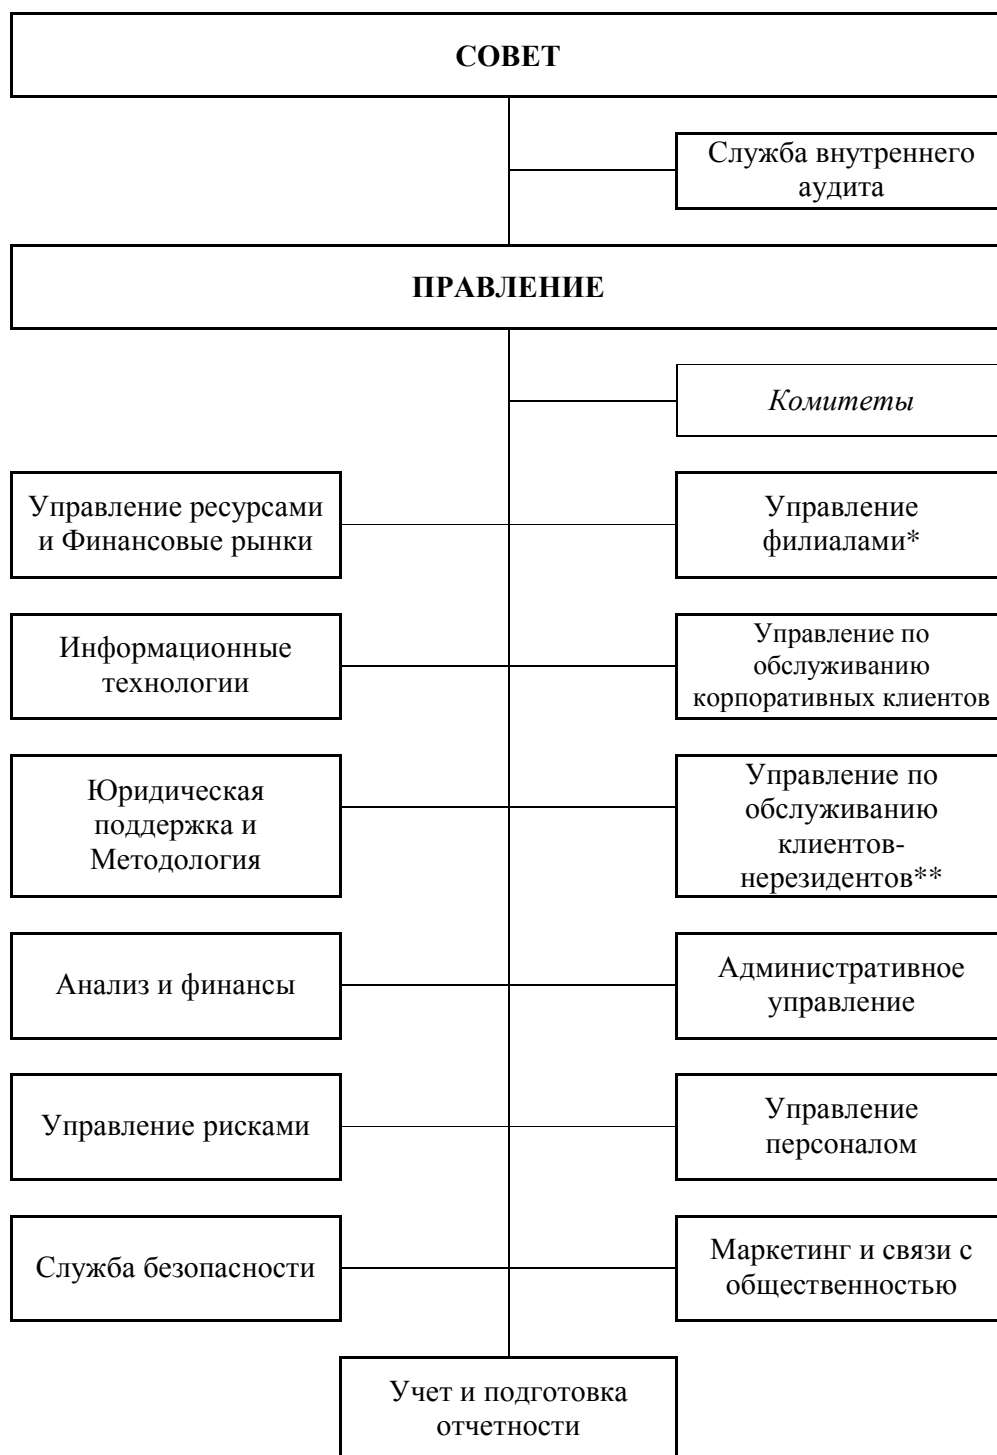 СОВЕТ
Служба внутреннего
аудита
ПРАВЛЕНИЕ
Комитеты
Управление ресурсами
и Финансовые рынки
Управление
филиалами*
Информационные
технологии
Управление по
обслуживанию
корпоративных клиентов
Юридическая
поддержка и
Методология
Управление по
обслуживанию
клиентов-
нерезидентов**
Анализ и финансы
Административное
управление
Управление рисками
Управление
персоналом
Служба безопасности
Маркетинг и связи с
общественностью
Учет и подготовка
отчетности